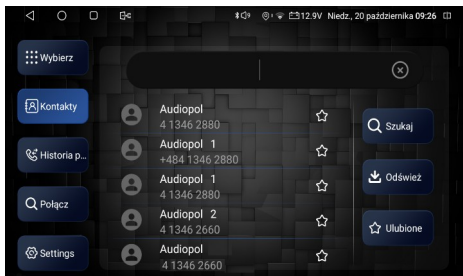 12.9V Niedz., 20 października 09:26
Wybierz
Kontakty
Historia p...
Połącz
Settings
Audiopol
4 1346 2880
Audiopol 1
+484 1346 2880
Audiopol 1
4 1346 2880
Audiopol 2
4 1346 2660
Audiopol
4 1346 2660
Szukaj
Odśwież
Ulubione